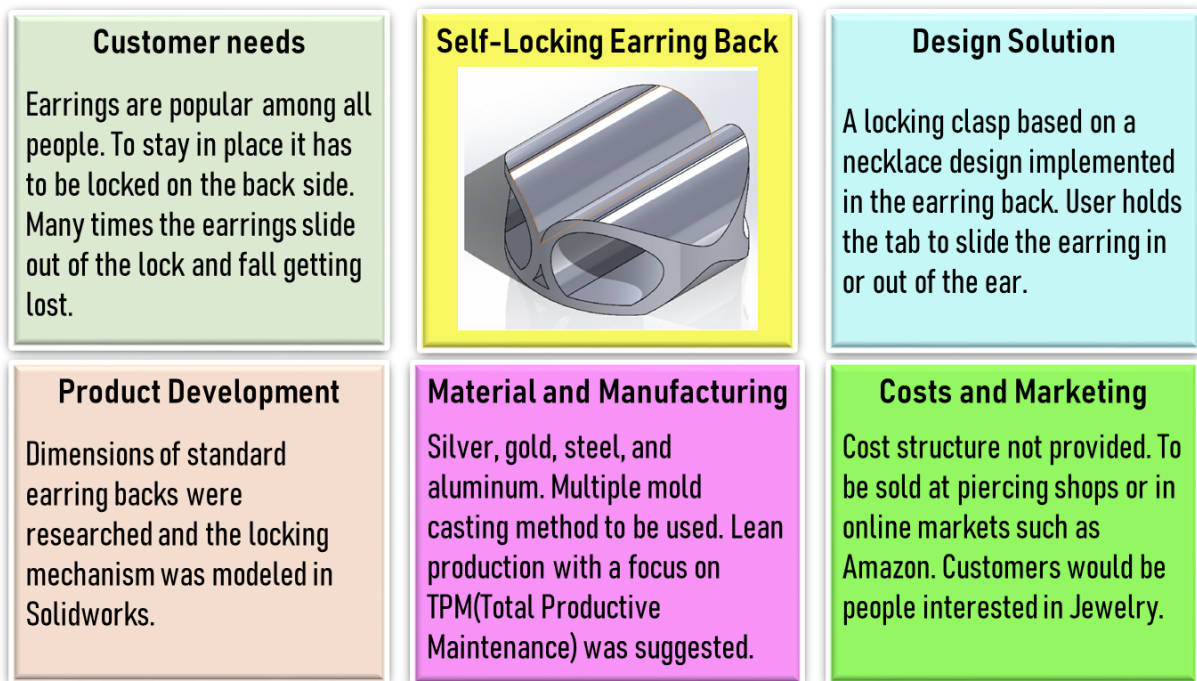 Customer needs
Earrings are popular among all
people. To stay in place it has
to be locked on the back side.
Many times the earrings slide
out of the lock and fall getting
lost.
Self-Locking Earring Back
Design Solution
A locking clasp based on a
necklace design implemented
in the earring back. User holds
the tab to slide the earring in
or out of the ear.
Product Development
Dimensions of standard
earring backs were
researched and the locking
mechanism was modeled in
Solidworks.
Material and Manufacturing
Silver, gold, steel, and
aluminum. Multiple mold
casting method to be used. Lean
production with a focus on
TPM(Total Productive
Maintenance) was suggested.
Costs and Marketing
Cost structure not provided. To
be sold at piercing shops or in
online markets such as
Amazon. Customers would be
people interested in Jewelry.